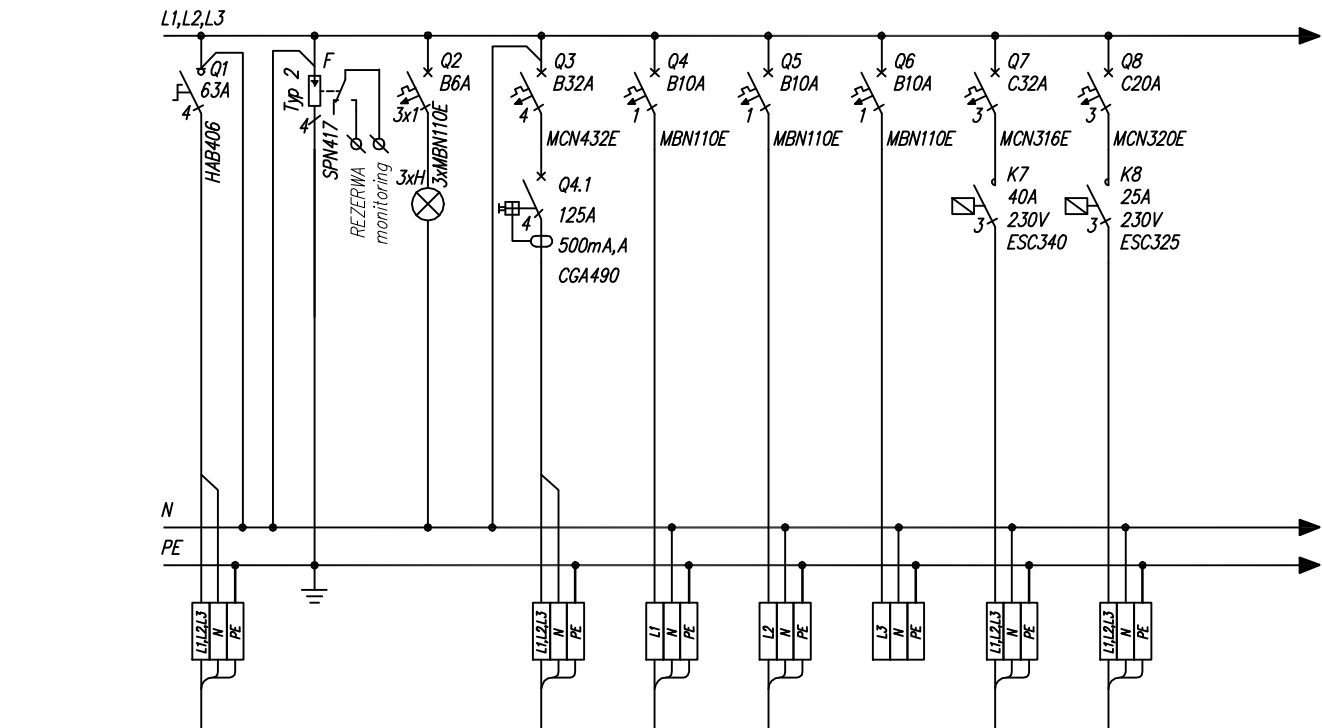 L1,L2,L3
Q1
63A
4
HAB406
F
Typ 2
4
SPN417
REZERWA
monitoring
Q2
B6A
3x1
3xMBN110E
3xH
Q3
B32A
4
MCN432E
Q4.1
125A
4
500mA,A
CGA490
Q4
B10A
1
MBN110E
Q5
B10A
1
MBN110E
Q6
B10A
1
MBN110E
Q7
C32A
3
MCN316E
K7
40A
230V
3
ESC340
Q8
C20A
3
MCN320E
K8
25A
230V
3
ESC325
N
PE
L1,L2,L3
N
PE
L1,L2,L3
N
PE
L1
N
PE
L2
N
PE
L3
N
PE
L1,L2,L3
N
PE
L1,L2,L3
N
PE